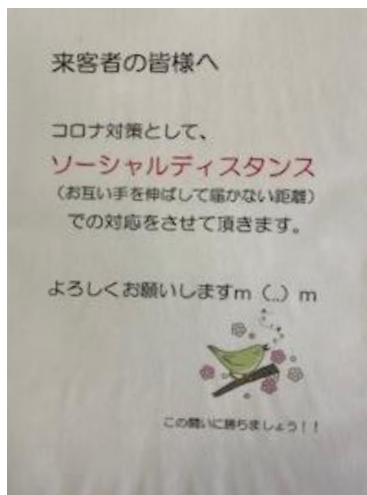 来客者の皆様へ
コロナ対策として、
ソーシャルディスタンス
（お互い手を伸ばして届かない距離）
での対応をさせて頂きます。
よろしくお願いしますm（..）m
この闘いに勝ちましょう！！